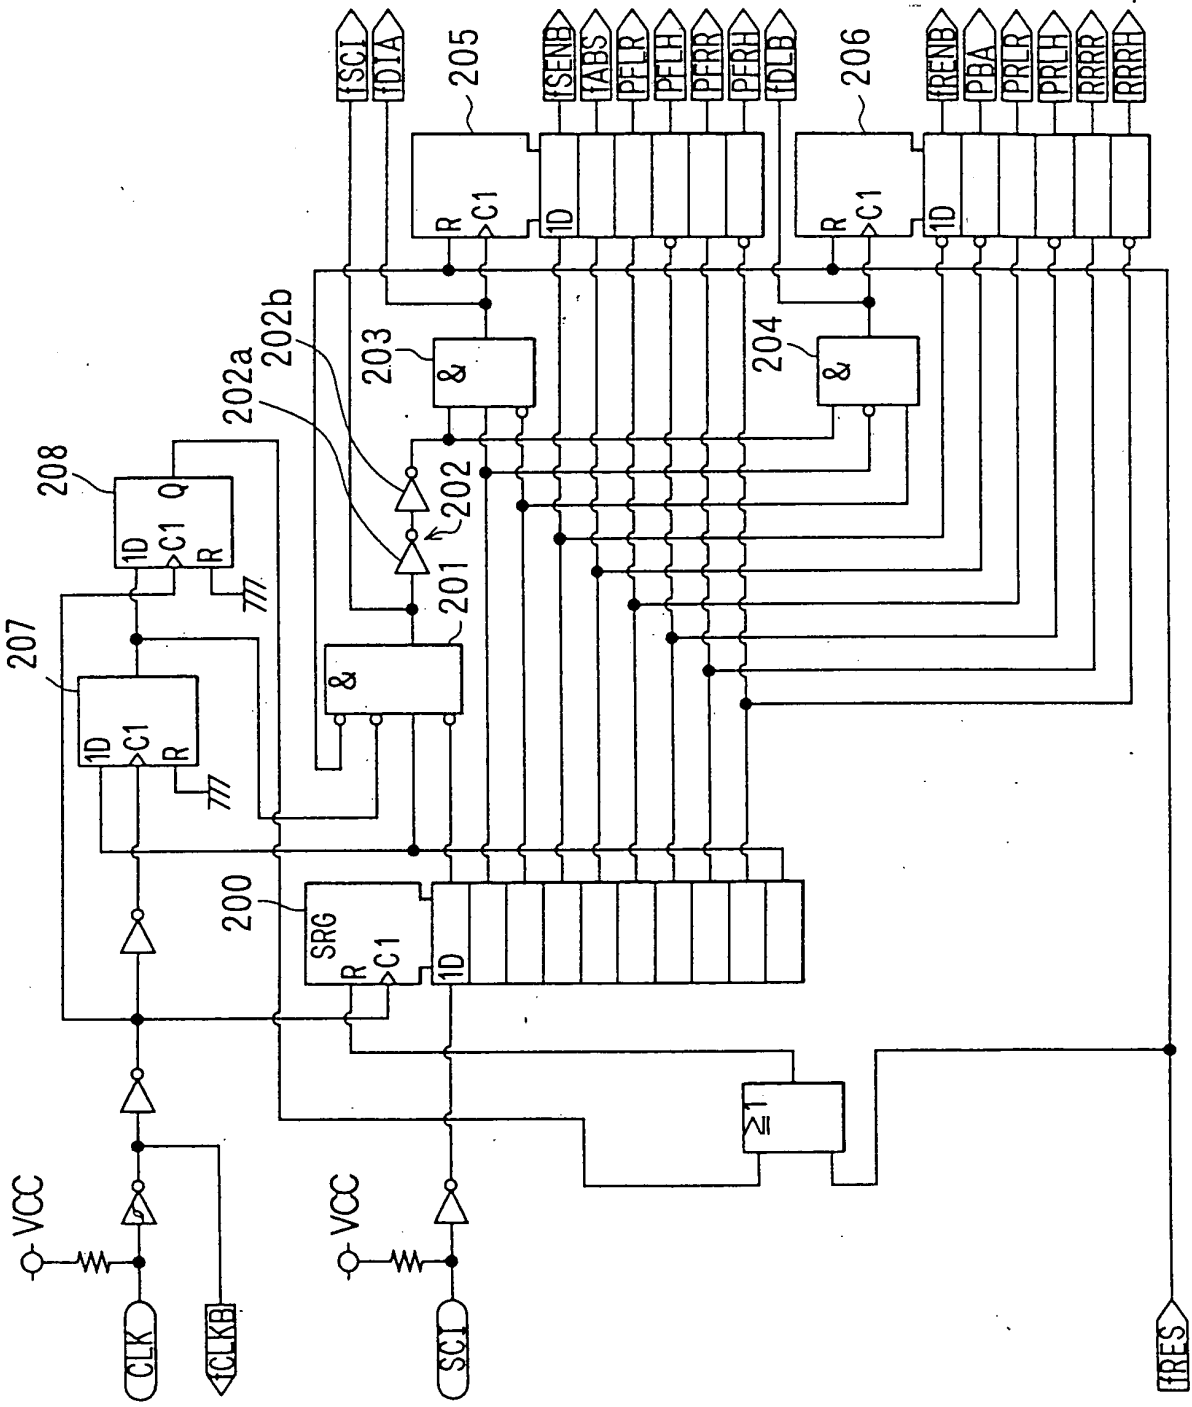 CLK
fCLKB
VCC
207
1D
C1
R
208
1D
C1
Q
R
SCI
VCC
200
SRG
R
C1
1D
&
201
202a
202b
202
fSCI
fDIA
203
&
205
R
C1
1D
fSENB
fABS
PFLR
PFLH
PFRR
PFRH
fDLB
204
&
206
R
C1
1D
fRENB
PBA
PRLR
PRLH
RRRR
RRRH
≧1
fRES